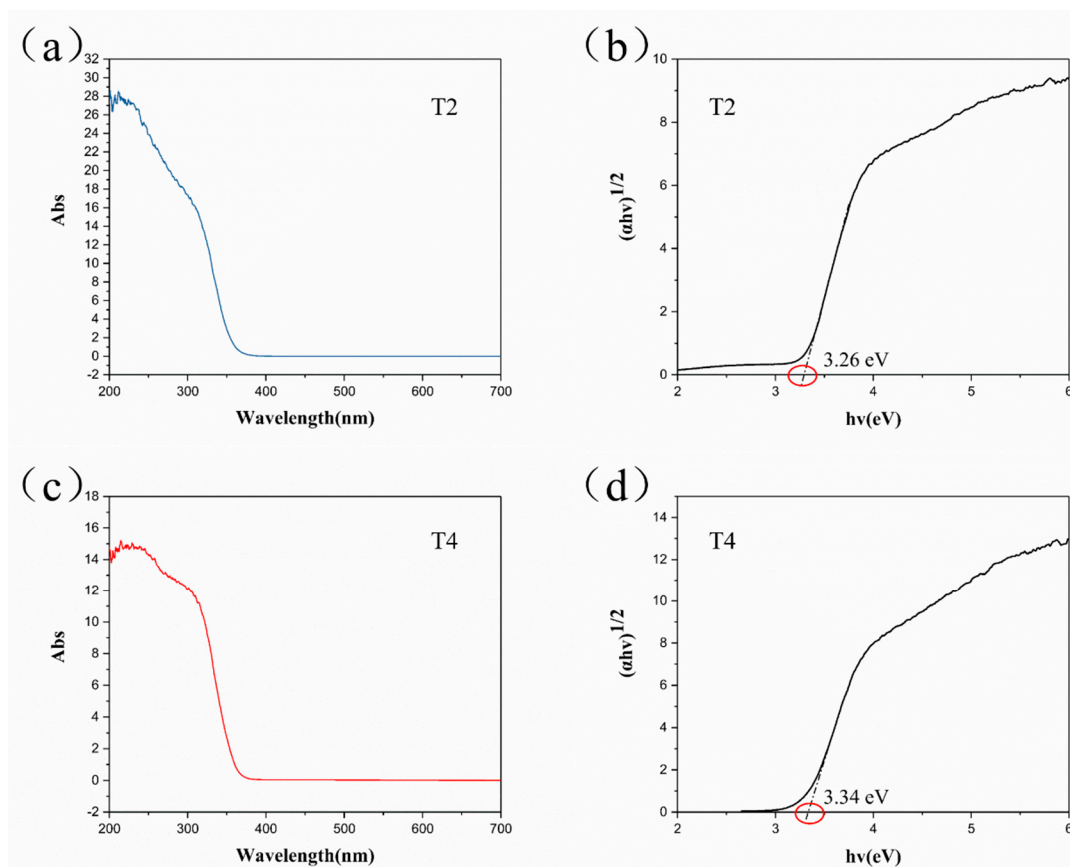 (a)
T2
Abs
32
30
28
26
24
22
20
18
16
14
12
10
8
6
4
2
0
-2
200 300 400 500 600 700
Wavelength(nm)
(b)
T2
(αhν)1/2
10
8
6
4
2
0
3.26 eV
2 3 4 5 6
hν(eV)
(c)
T4
Abs
18
16
14
12
10
8
6
4
2
0
-2
200 300 400 500 600 700
Wavelength(nm)
(d)
T4
(αhν)1/2
14
12
10
8
6
4
2
0
3.34 eV
2 3 4 5 6
hν(eV)